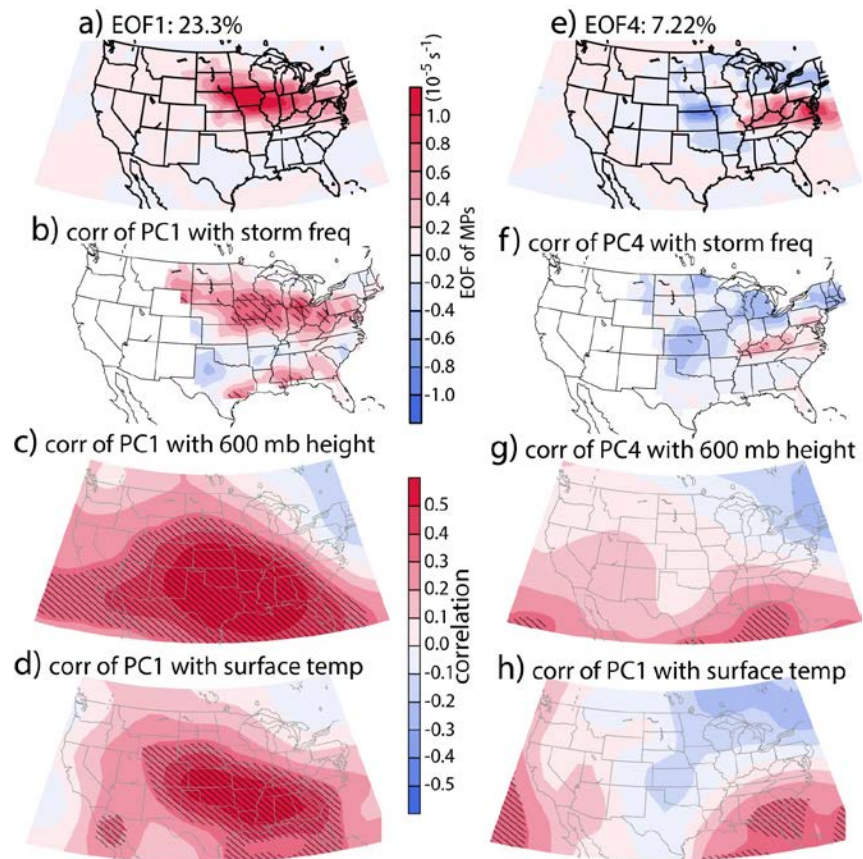 a) EOF1: 23.3%
e) EOF4: 7.22%
(10⁻⁵ s⁻¹)
1.0
0.8
0.6
0.4
0.2
0.0
-0.2
-0.4
-0.6
-0.8
-1.0
EOF of MPs
b) corr of PC1 with storm freq
f) corr of PC4 with storm freq
c) corr of PC1 with 600 mb height
g) corr of PC4 with 600 mb height
0.5
0.4
0.3
0.2
0.1
0.0
-0.1
-0.2
-0.3
-0.4
-0.5
correlation
d) corr of PC1 with surface temp
h) corr of PC1 with surface temp